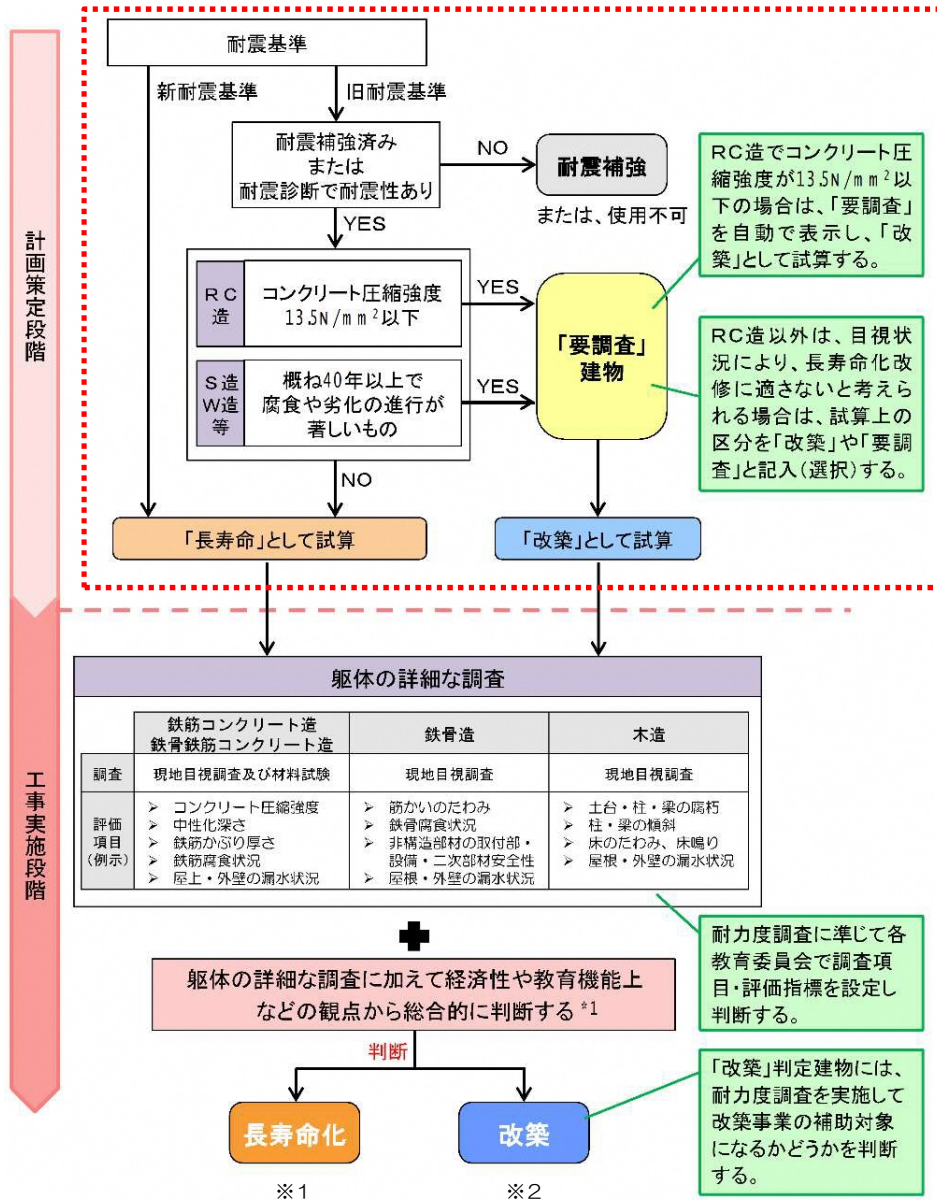 計画策定段階
耐震基準
新耐震基準
旧耐震基準
耐震補強済み
または
耐震診断で耐震性あり
NO
耐震補強
または、使用不可
YES
RC造でコンクリート圧
縮強度が13.5N/mm²以
下の場合は、「要調査」
を自動で表示し、「改
築」として試算する。
RC
造
コンクリート圧縮強度
13.5N/mm²以下
YES
「要調査」
建物
S造
W造
等
概ね40年以上で
腐食や劣化の進行が
著しいもの
YES
RC造以外は、目視状
況により、長寿命化改
修に適さないと考えら
れる場合は、試算上の
区分を「改築」や「要調
査」と記入(選択)する。
NO
「長寿命」として試算
「改築」として試算
工事実施段階
躯体の詳細な調査
鉄筋コンクリート造
鉄骨鉄筋コンクリート造
鉄骨造
木造
調査
現地目視調査及び材料試験
現地目視調査
現地目視調査
評価
項目
(例示)
➢ コンクリート圧縮強度
➢ 中性化深さ
➢ 鉄筋かぶり厚さ
➢ 鉄筋腐食状況
➢ 屋上・外壁の漏水状況
➢ 筋かいのたわみ
➢ 鉄骨腐食状況
➢ 非構造部材の取付部・
設備・二次部材安全性
➢ 屋根・外壁の漏水状況
➢ 土台・柱・梁の腐朽
➢ 柱・梁の傾斜
➢ 床のたわみ、床鳴り
➢ 屋根・外壁の漏水状況
耐力度調査に準じて各
教育委員会で調査項
目・評価指標を設定し
判断する。
躯体の詳細な調査に加えて経済性や教育機能上
などの観点から総合的に判断する *1
判断
長寿命化
改築
「改築」判定建物には、
耐力度調査を実施して
改築事業の補助対象
になるかどうかを判断
する。
※1
※2